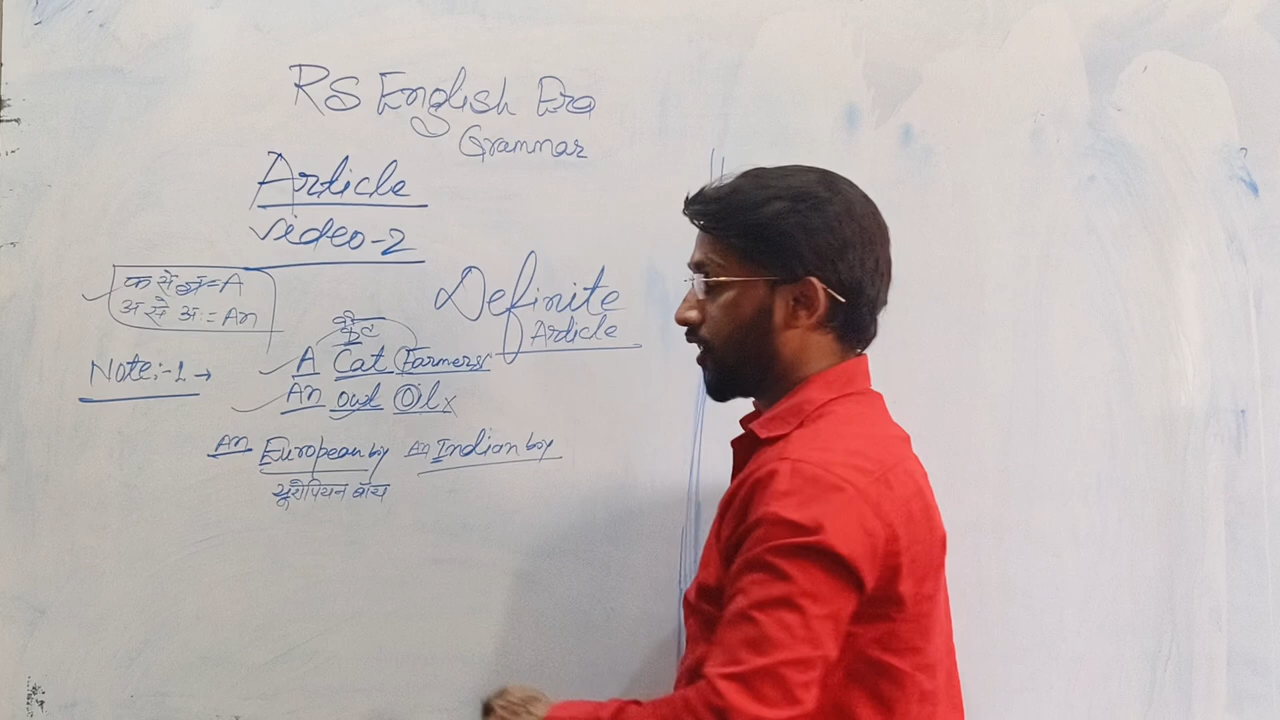 RS English Era
Grammar
Article
Video-2
क से ज्ञ = A
अ से अः = An
Definite
Article
कैट
Note:-1 →
A Cat Farmers
An owl Ol x
An European boy An Indian boy
यूरोपियन बॉय